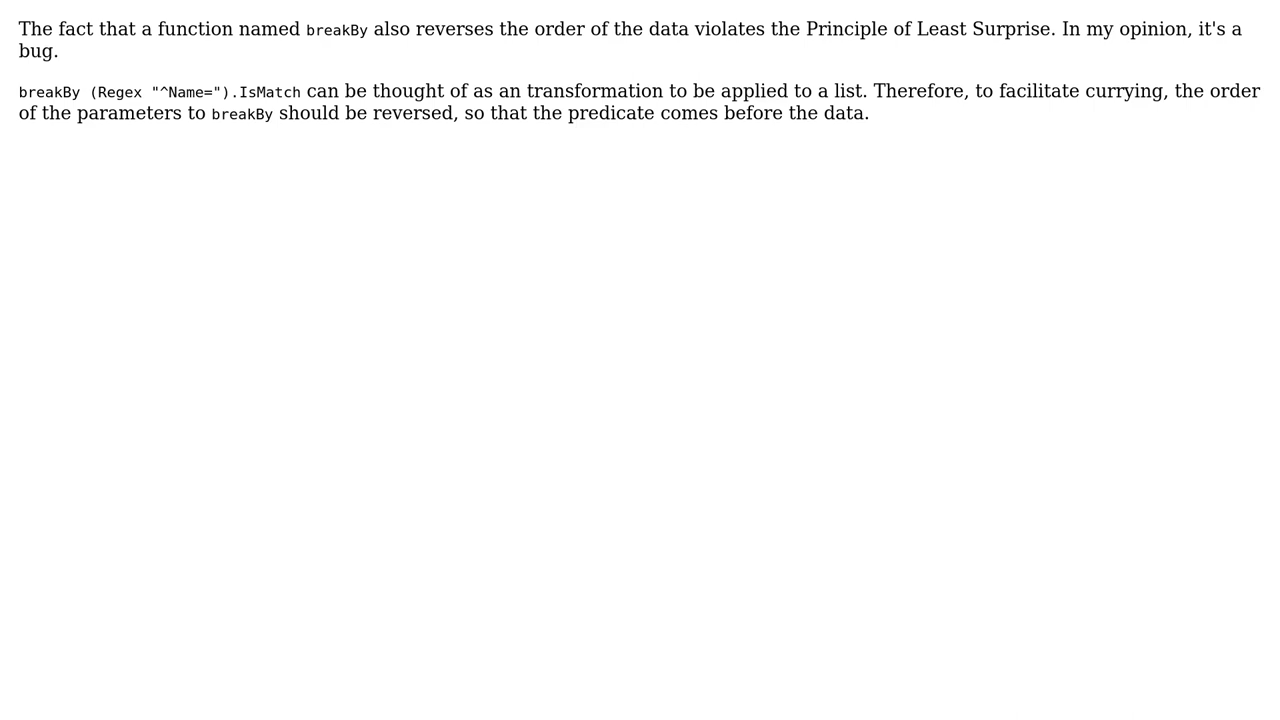 The fact that a function named breakBy also reverses the order of the data violates the Principle of Least Surprise. In my opinion, it's a
bug.
breakBy (Regex "^Name=").IsMatch can be thought of as an transformation to be applied to a list. Therefore, to facilitate currying, the order
of the parameters to breakBy should be reversed, so that the predicate comes before the data.